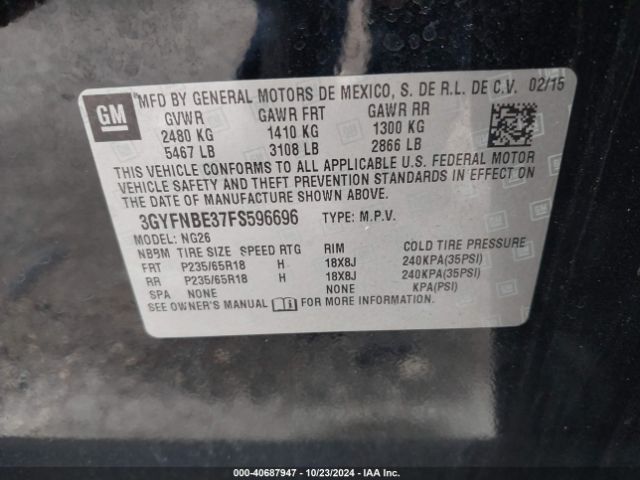 GM
*MFD BY GENERAL MOTORS DE MEXICO, S. DE R.L. DE C.V. 02/15
GVWR GAWR FRT GAWR RR
2480 KG 1410 KG 1300 KG
5467 LB 3108 LB 2866 LB
THIS VEHICLE CONFORMS TO ALL APPLICABLE U.S. FEDERAL MOTOR
VEHICLE SAFETY AND THEFT PREVENTION STANDARDS IN EFFECT ON
THE DATE OF MANUFACTURE SHOWN ABOVE.
3GYFNBE37FS596696 TYPE: M.P.V.
MODEL: NG26
NBBM TIRE SIZE SPEED RTG RIM COLD TIRE PRESSURE
FRT P235/65R18 H 18X8J 240KPA(35PSI)
RR P235/65R18 H 18X8J 240KPA(35PSI)
SPA NONE NONE KPA(PSI)
SEE OWNER'S MANUAL FOR MORE INFORMATION.
© - 40687947 - 10/23/2024 - IAA Inc.